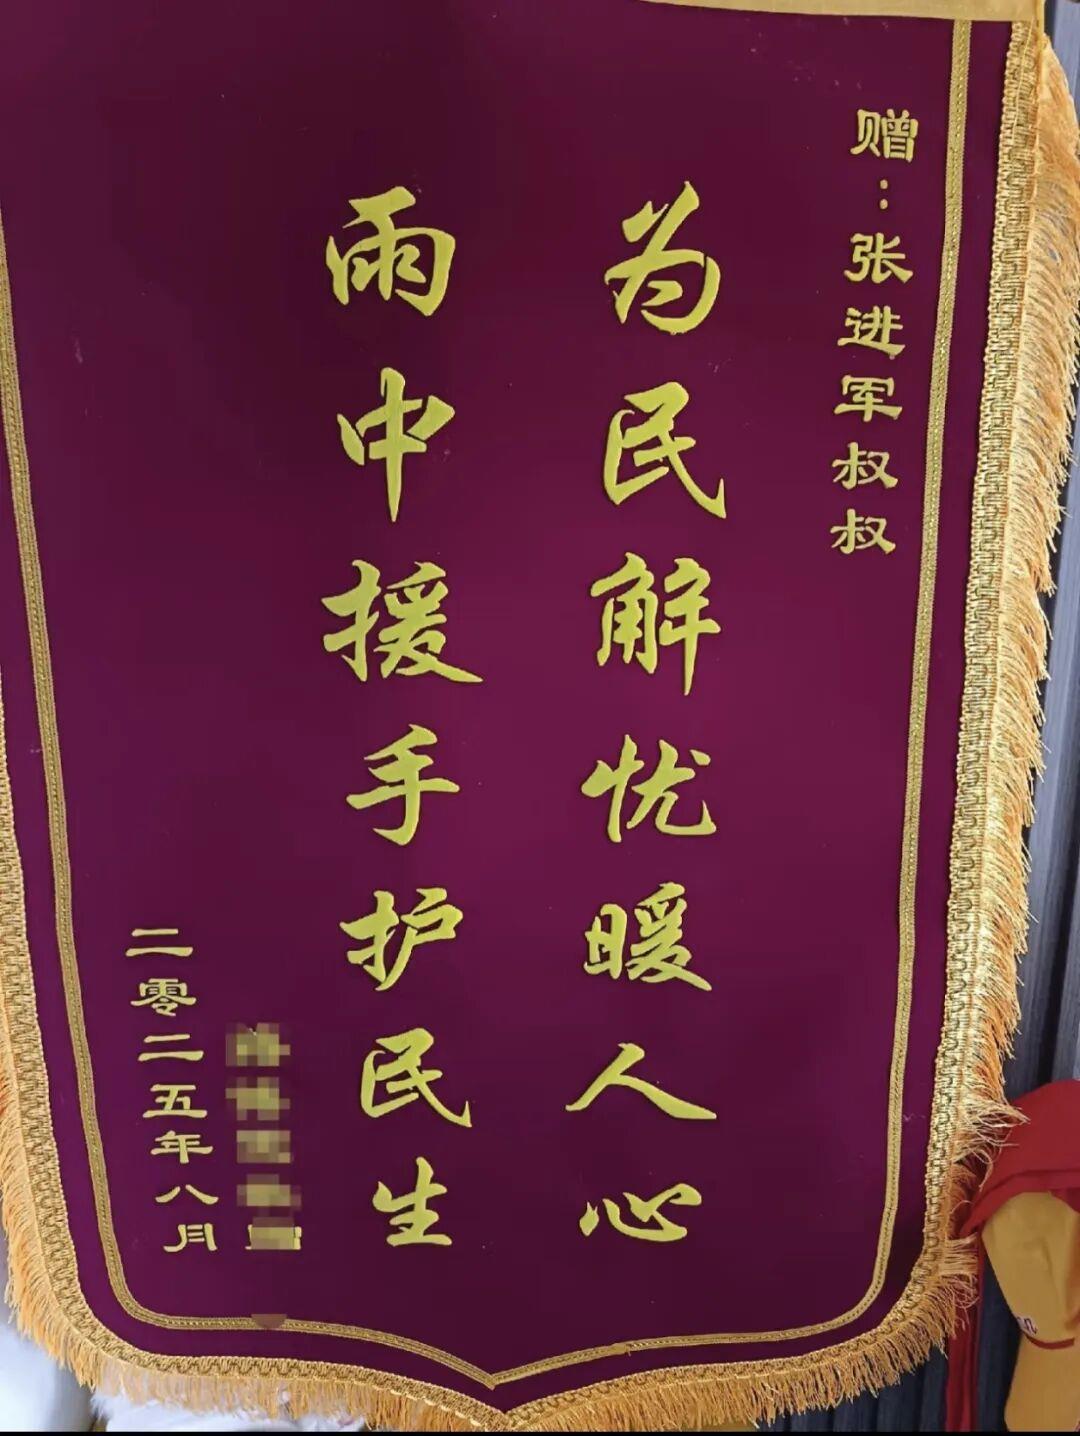 赠：张进军叔叔
为民解忧暖人心
雨中援手护民生
二零二五年八月